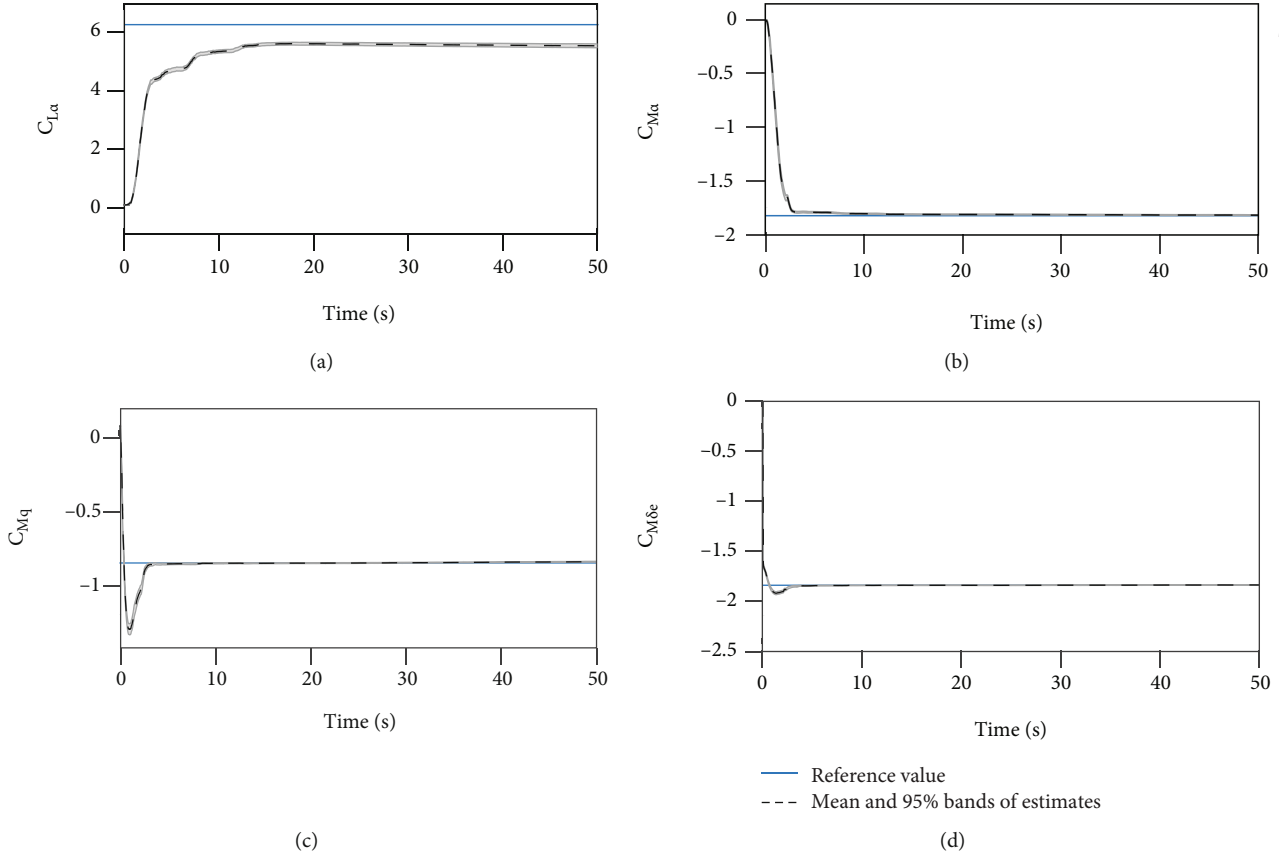 6
4
2
0
C_Lα
0 10 20 30 40 50
Time (s)
(a)
0
–0.5
–1
–1.5
–2
C_Mα
0 10 20 30 40 50
Time (s)
(b)
0
–0.5
–1
C_Mq
0 10 20 30 40 50
Time (s)
(c)
0
–0.5
–1
–1.5
–2
–2.5
C_Mδe
0 10 20 30 40 50
Time (s)
Reference value
Mean and 95% bands of estimates
(d)